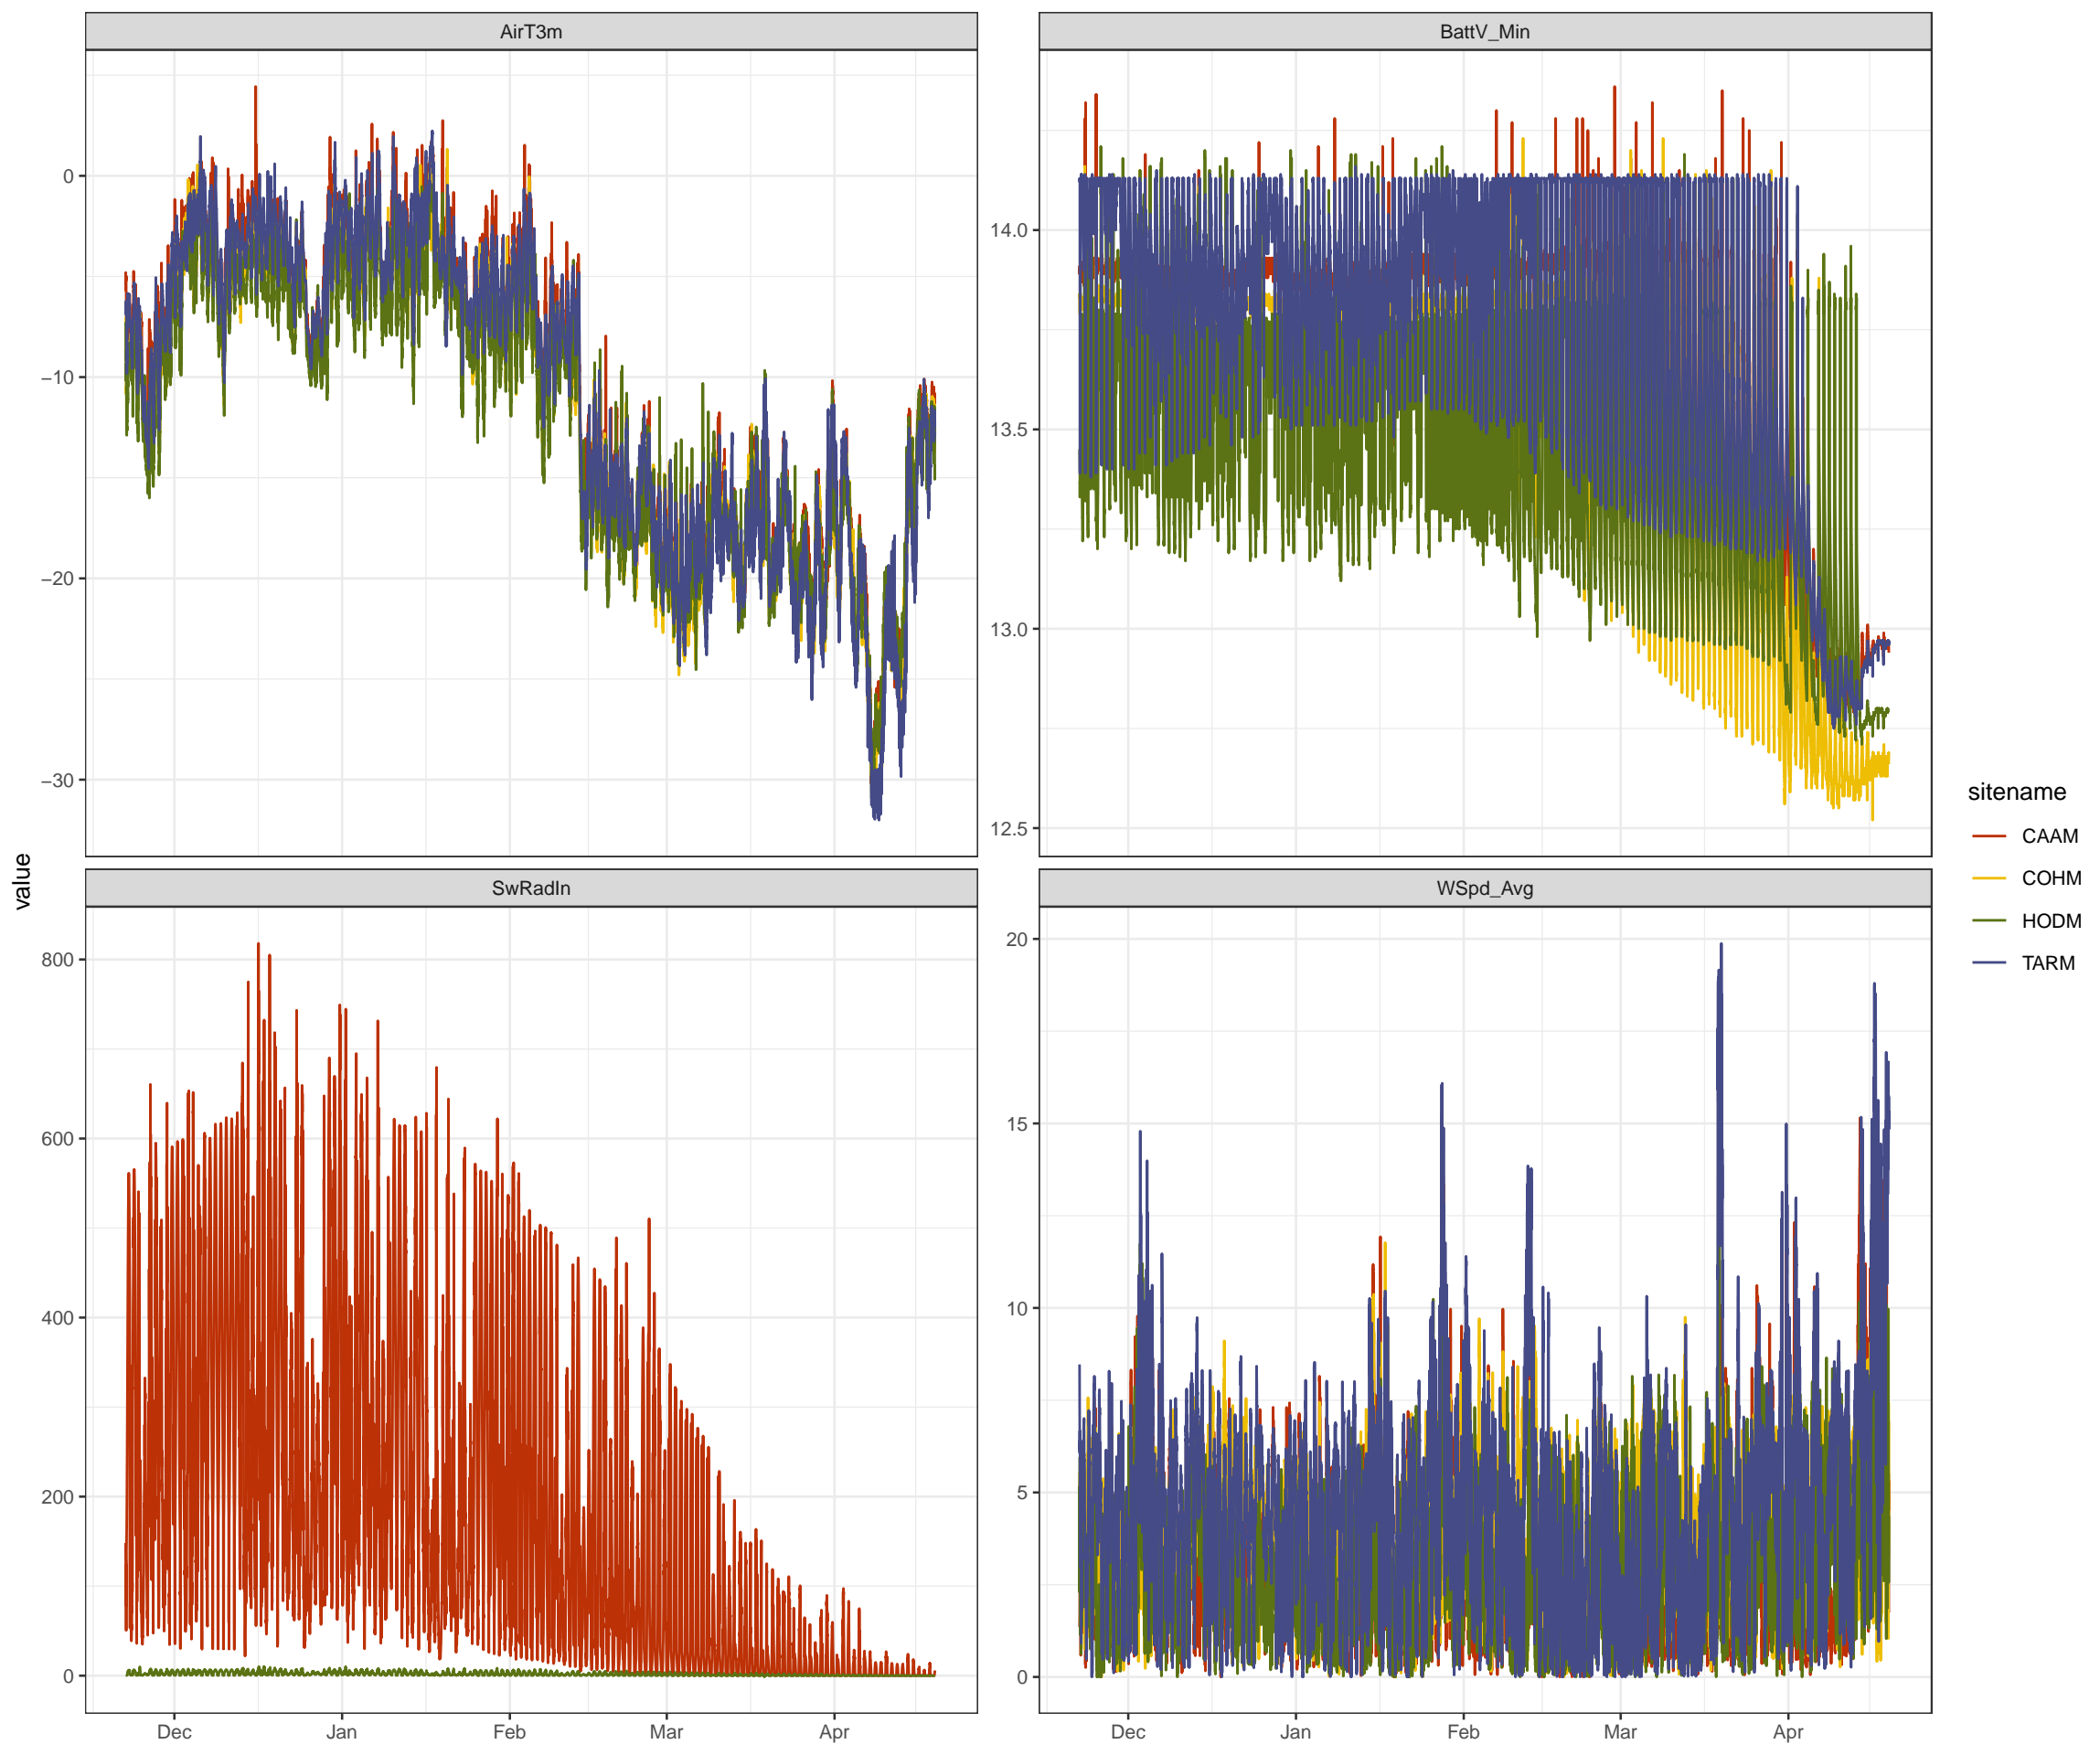 AirT3m
BattV_Min
0
−10
−20
−30
14.0
13.5
13.0
12.5
value
SwRadIn
WSpd_Avg
800
600
400
200
0
20
15
10
5
0
Dec Jan Feb Mar Apr
Dec Jan Feb Mar Apr
sitename
CAAM
COHM
HODM
TARM